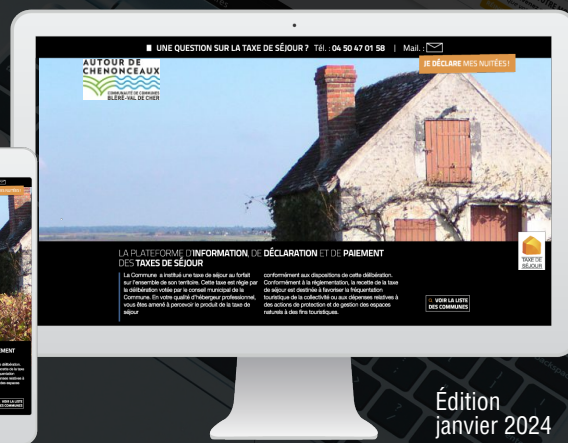 UNE QUESTION SUR LA TAXE DE SÉJOUR ? Tél. : 04 50 47 01 58 | Mail. :
JE DÉCLARE MES NUITÉES !
AUTOUR DE
CHENONCEAUX
COMMUNAUTÉ DE COMMUNES
BLÉRÉ-VAL DE CHER
LA PLATEFORME D'INFORMATION, DE DÉCLARATION ET DE PAIEMENT
DES TAXES DE SÉJOUR
La Commune a institué une taxe de séjour au forfait
sur l'ensemble de son territoire. Cette taxe est régie par
la délibération votée par le conseil municipal de la
Commune. En votre qualité d'hébergeur professionnel,
vous êtes amené à percevoir le produit de la taxe de
séjour
conformément aux dispositions de cette délibération.
Conformément à la réglementation, la recette de la taxe
de séjour est destinée à favoriser la fréquentation
touristique de la collectivité ou aux dépenses relatives à
des actions de protection et de gestion des espaces
naturels à des fins touristiques.
VOIR LA LISTE
DES COMMUNES
TAXE DE
SÉJOUR
Édition
janvier 2024